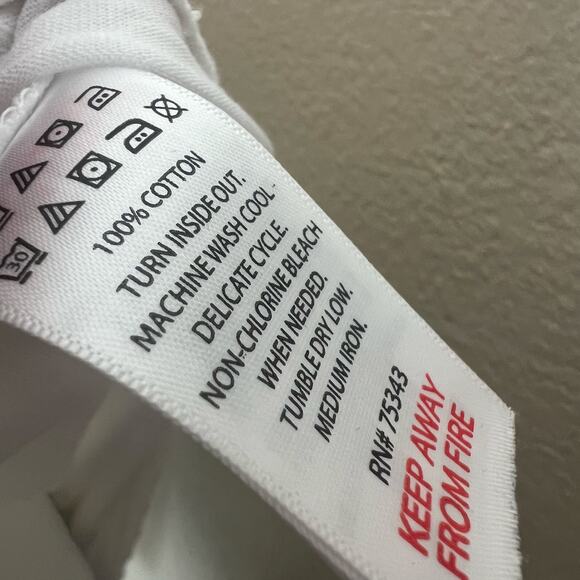 30
100% COTTON
TURN INSIDE OUT.
MACHINE WASH COOL -
DELICATE CYCLE.
NON-CHLORINE BLEACH
WHEN NEEDED.
TUMBLE DRY LOW.
MEDIUM IRON.
RN# 75343
KEEP AWAY
FROM FIRE